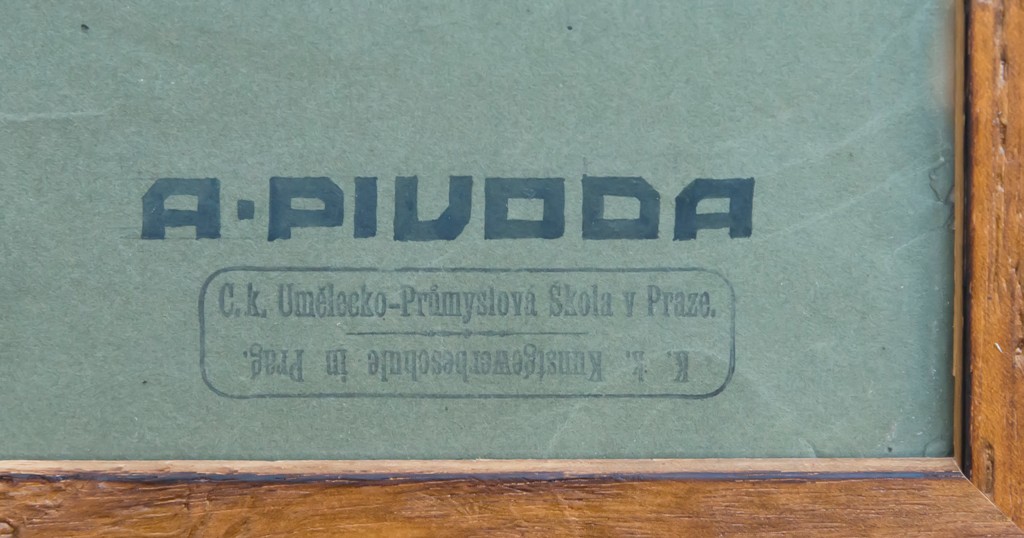 A·PIVODA
C. k. Umělecko-Průmyslová Škola v Praze.
K. k. Kunstgewerbeschule in Prag.